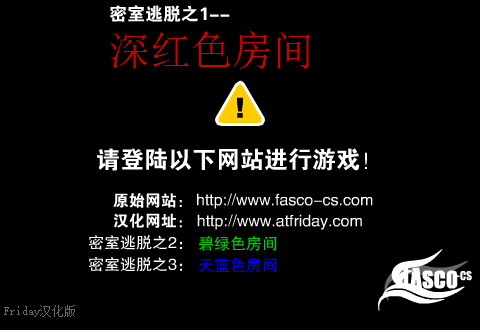 密室逃脱之1--
深红色房间
!
请登陆以下网站进行游戏!
原始网站: http://www.fasco-cs.com
汉化网址: http://www.atfriday.com
密室逃脱之2: 碧绿色房间
密室逃脱之3: 天蓝色房间
FASCO-CS
Friday汉化版